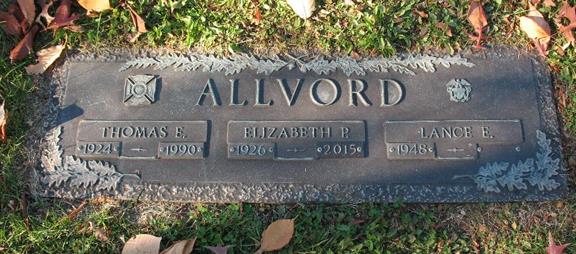 ALLVORD
THOMAS E. ELIZABETH P. LANCE E.
1924 - 1990 1926 - 2015 1948 -